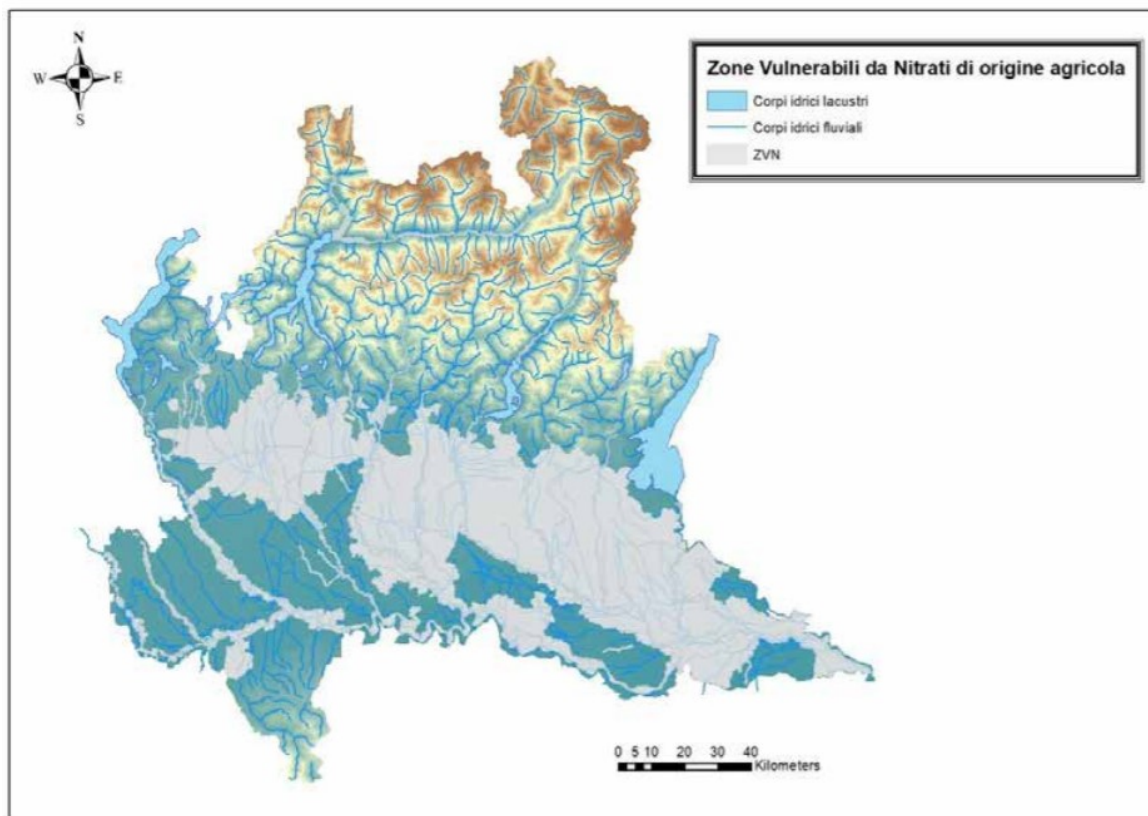 N
W E
S
Zone Vulnerabili da Nitrati di origine agricola
Corpi idrici lacustri
Corpi idrici fluviali
ZVN
0 5 10 20 30 40
Kilometers